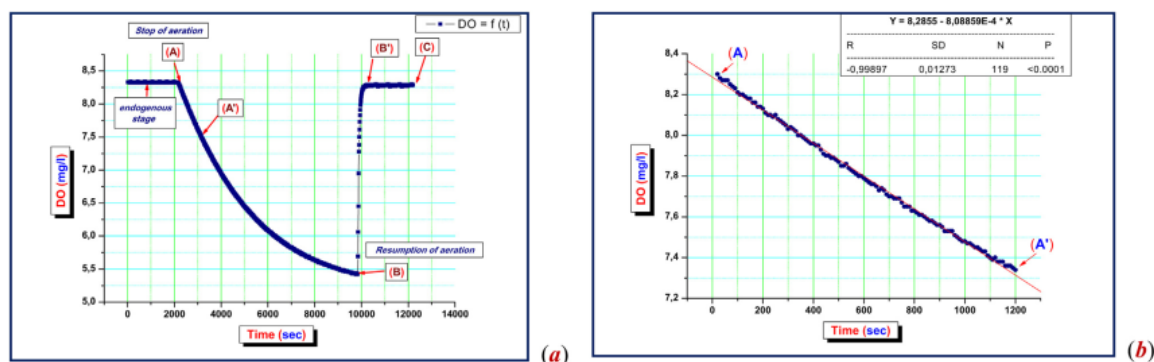 Stop of aeration
DO = f (t)
(A)
(B')
(C)
8,5
8,0
7,5
7,0
6,5
6,0
5,5
5,0
endogenous
stage
(A')
DO (mg/l)
Resumption of aeration
(B)
0 2000 4000 6000 8000 10000 12000 14000
Time (sec)
(a)
Y = 8,2855 - 8,08859E-4 * X
R SD N P
-0,99897 0,01273 119 <0.0001
8,4
8,2
8,0
7,8
7,6
7,4
7,2
(A)
DO (mg/l)
(A')
0 200 400 600 800 1000 1200
Time (sec)
(b)